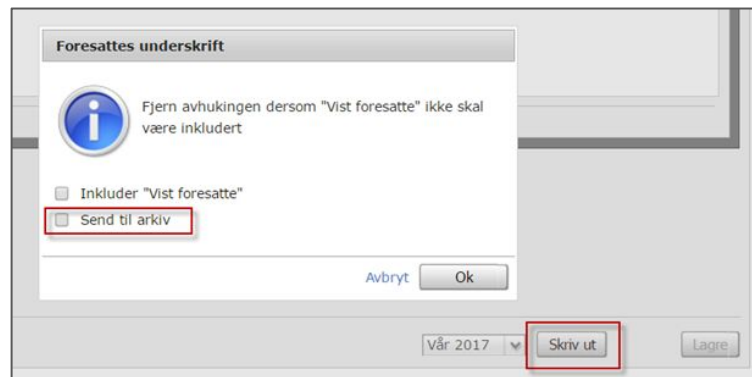 Foresattes underskrift
Fjern avhukingen dersom "Vist foresatte" ikke skal
være inkludert
Inkluder "Vist foresatte"
Send til arkiv
Avbryt Ok
Vår 2017 Skriv ut Lagre